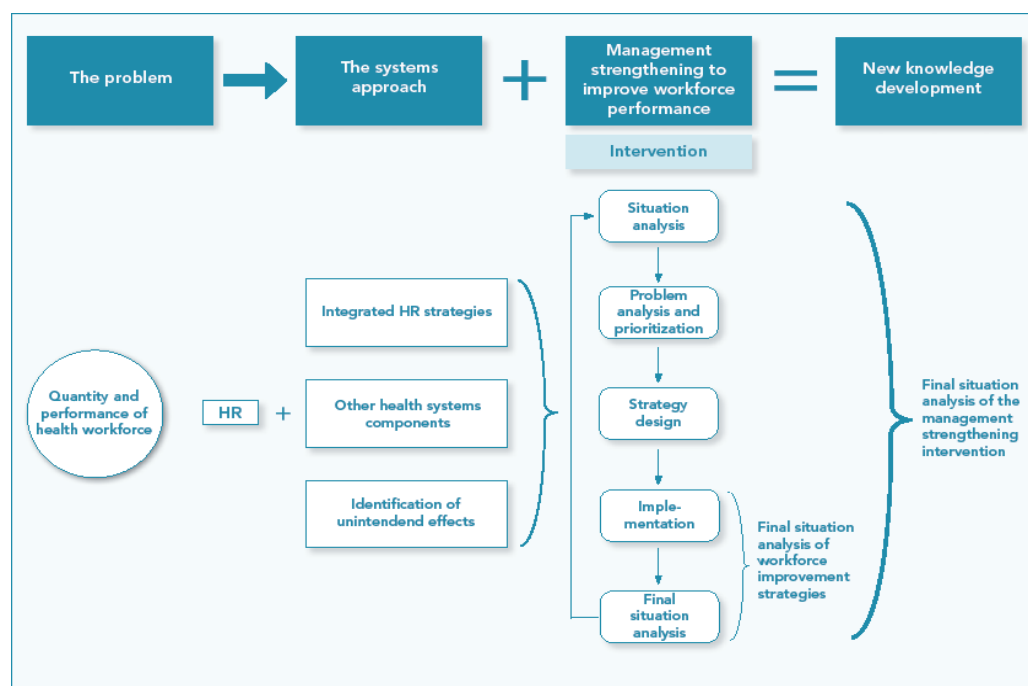 The problem
The systems
approach
+
Management
strengthening to
improve workforce
performance
=
New knowledge
development
Intervention
Situation
analysis
Problem
analysis and
prioritization
Strategy
design
Imple-
mentation
Final
situation
analysis
Integrated HR strategies
Other health systems
components
Identification of
unintendend effects
Quantity and
performance of
health workforce
HR
+
Final situation
analysis of
workforce
improvement
strategies
Final situation
analysis of the
management
strengthening
intervention